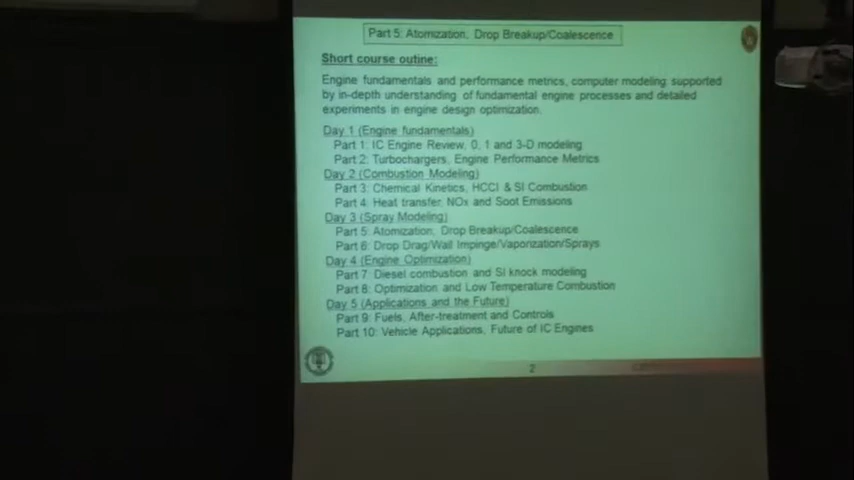 Part 5: Atomization, Drop Breakup/Coalescence
Short course outine:
Engine fundamentals and performance metrics, computer modeling supported
by in-depth understanding of fundamental engine processes and detailed
experiments in engine design optimization.
Day 1 (Engine fundamentals)
Part 1: IC Engine Review, 0, 1 and 3-D modeling
Part 2: Turbochargers, Engine Performance Metrics
Day 2 (Combustion Modeling)
Part 3: Chemical Kinetics, HCCI & SI Combustion
Part 4: Heat transfer, NOx and Soot Emissions
Day 3 (Spray Modeling)
Part 5: Atomization, Drop Breakup/Coalescence
Part 6: Drop Drag/Wall Impinge/Vaporization/Sprays
Day 4 (Engine Optimization)
Part 7: Diesel combustion and SI knock modeling
Part 8: Optimization and Low Temperature Combustion
Day 5 (Applications and the Future)
Part 9: Fuels, After-treatment and Controls
Part 10: Vehicle Applications, Future of IC Engines
2